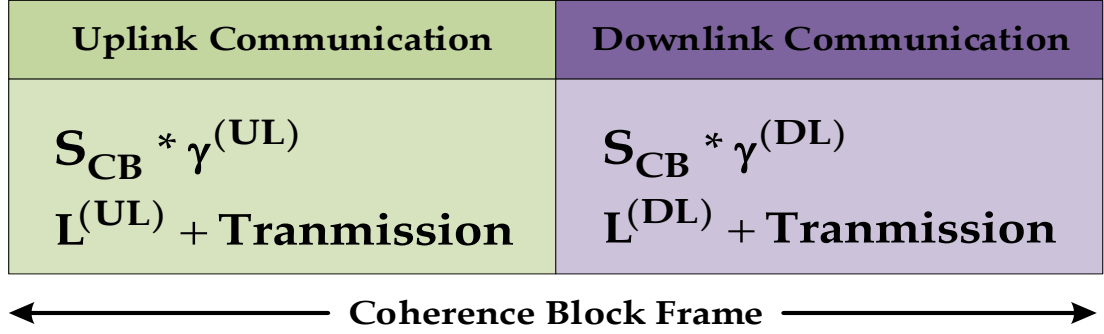 Uplink Communication
Downlink Communication
S_CB * γ^(UL)
L^(UL) + Tranmission
S_CB * γ^(DL)
L^(DL) + Tranmission
Coherence Block Frame